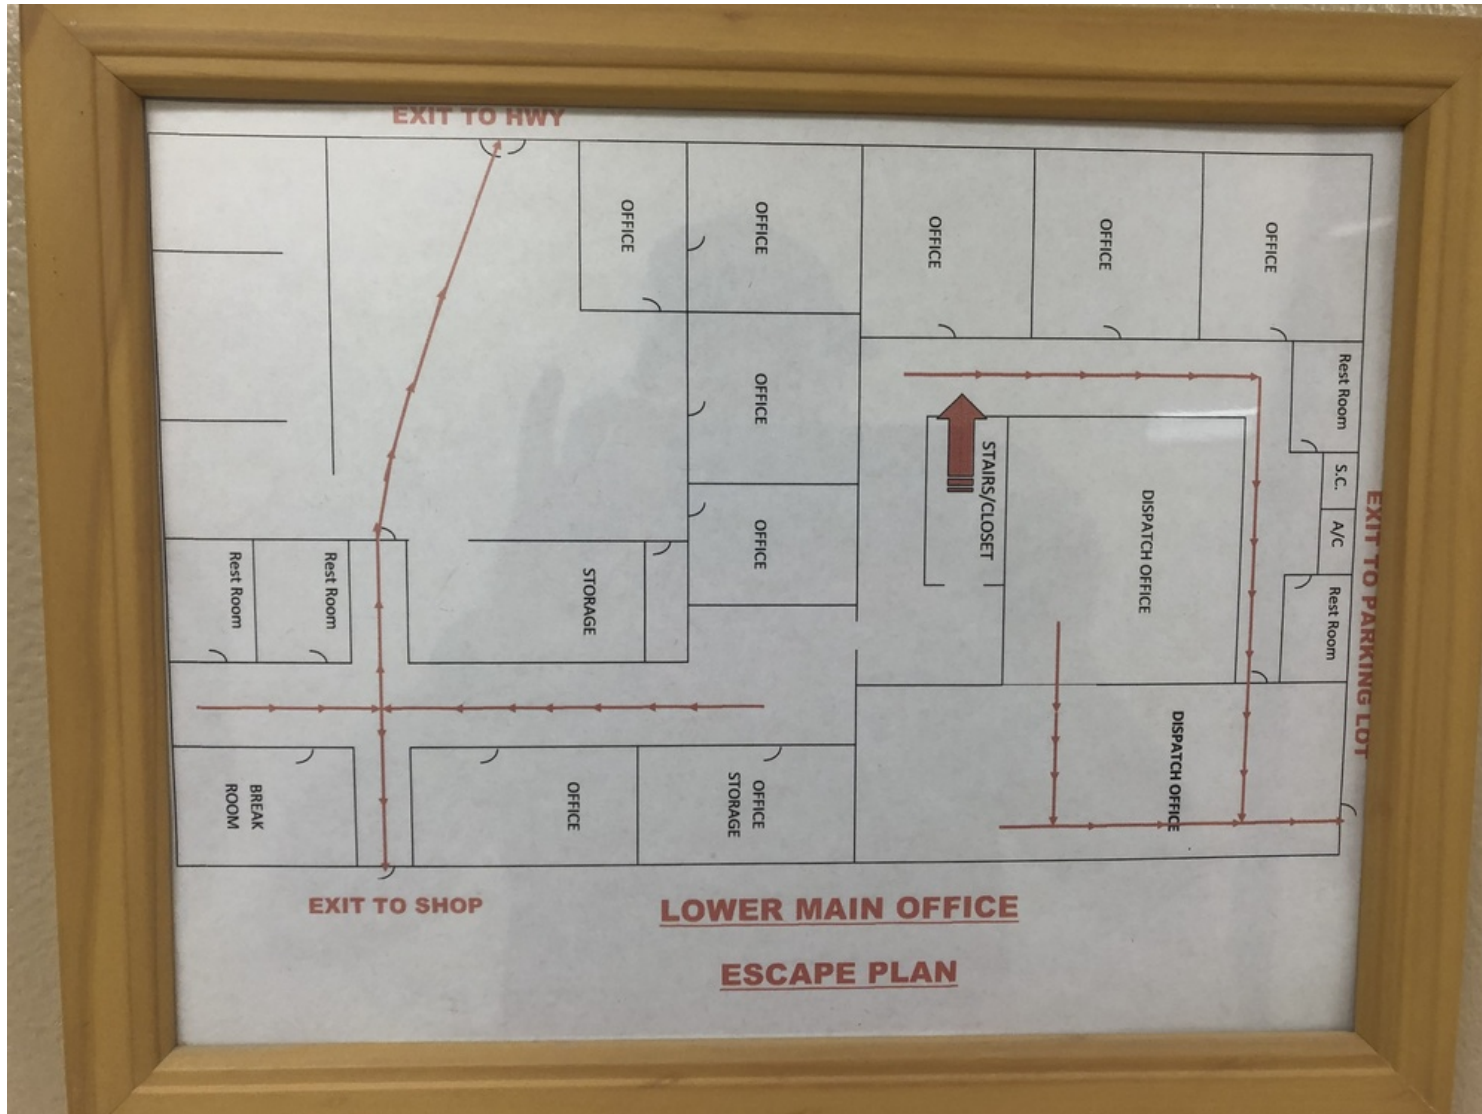 EXIT TO HWY
OFFICE
OFFICE
OFFICE
OFFICE
OFFICE
Rest Room
OFFICE
STAIRS/CLOSET
S.C.
A/C
EXIT TO PARKING LOT
DISPATCH OFFICE
OFFICE
Rest Room
Rest Room
STORAGE
Rest Room
DISPATCH OFFICE
BREAK
ROOM
OFFICE
OFFICE
STORAGE
EXIT TO SHOP
LOWER MAIN OFFICE
ESCAPE PLAN